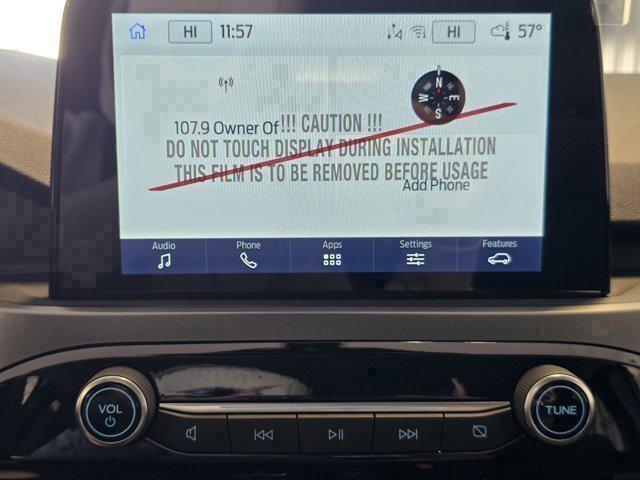 HI 11:57 HI 57°
N
W E
S
107.9 Owner Of !!! CAUTION !!!
DO NOT TOUCH DISPLAY DURING INSTALLATION
THIS FILM IS TO BE REMOVED BEFORE USAGE
Add Phone
Audio Phone Apps Settings Features
VOL TUNE